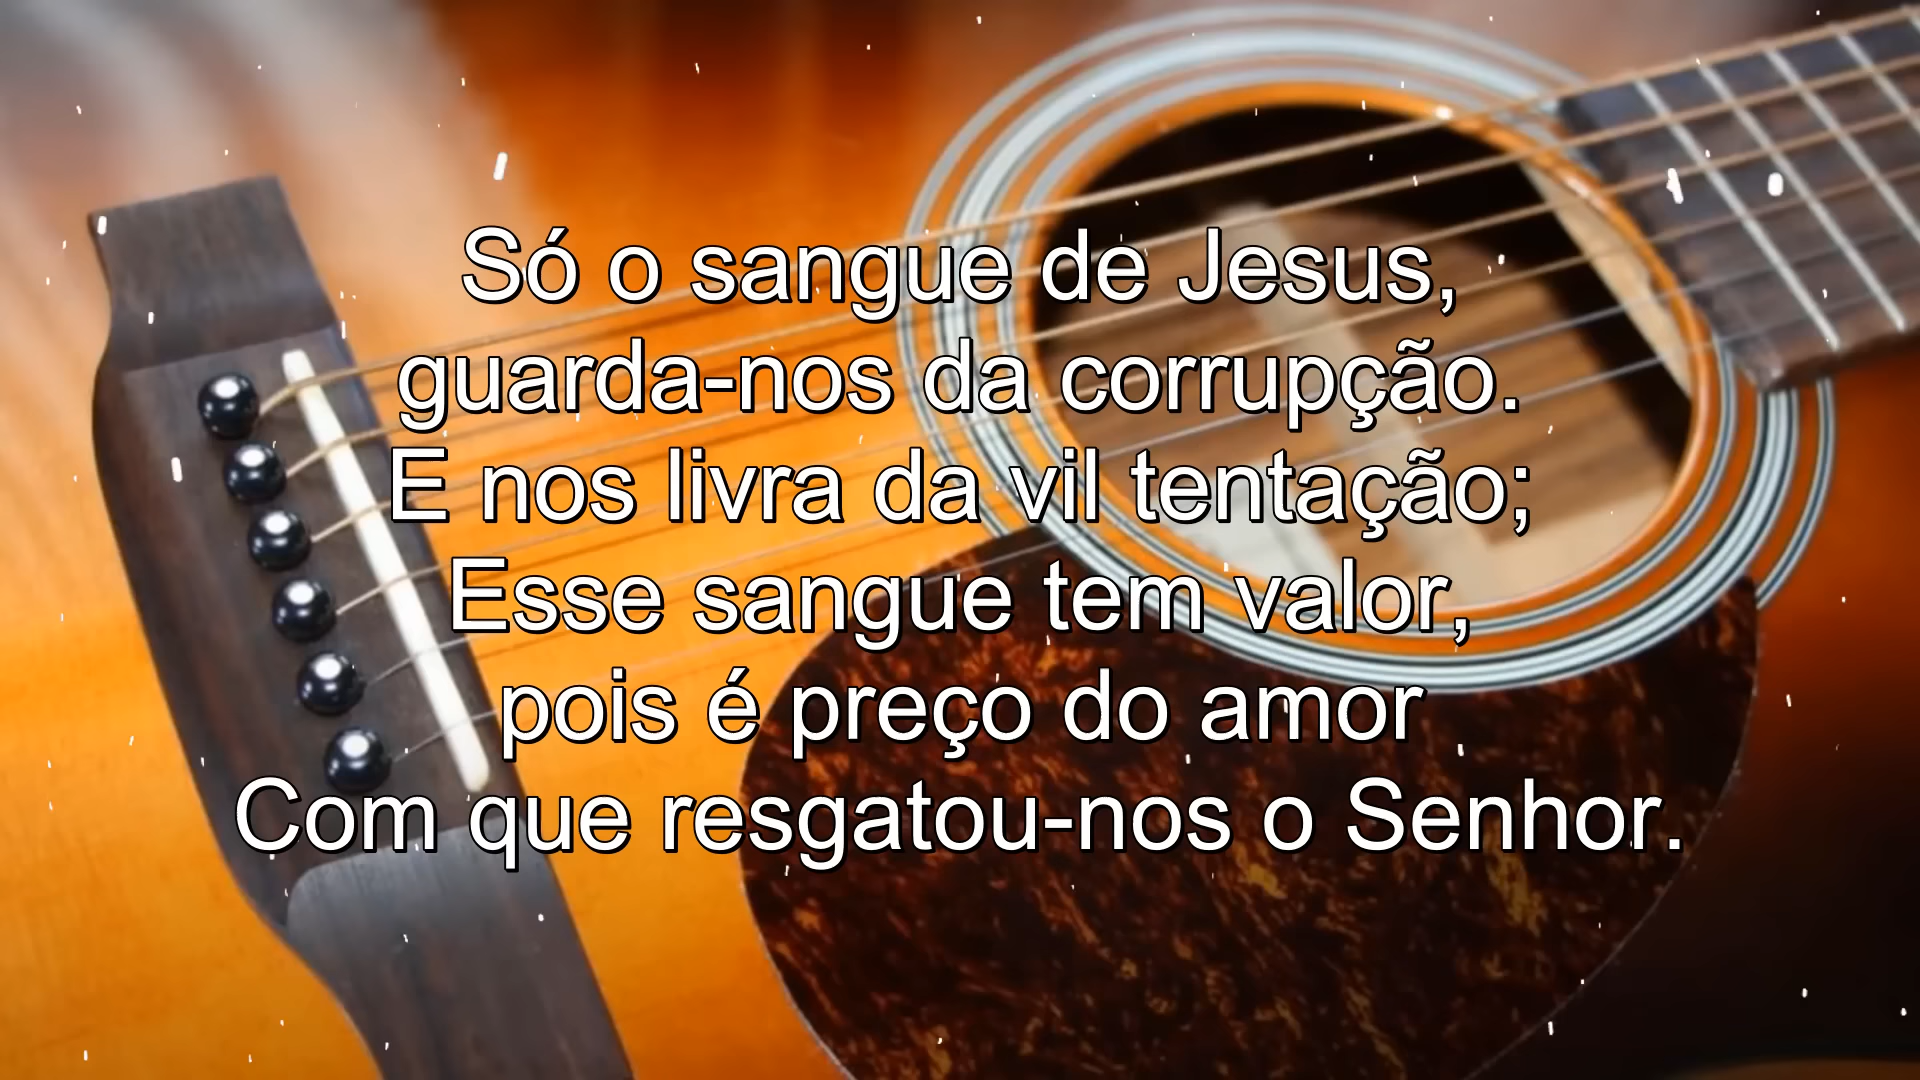 Só o sangue de Jesus,
guarda-nos da corrupção.
E nos livra da vil tentação;
Esse sangue tem valor,
pois é preço do amor
Com que resgatou-nos o Senhor.